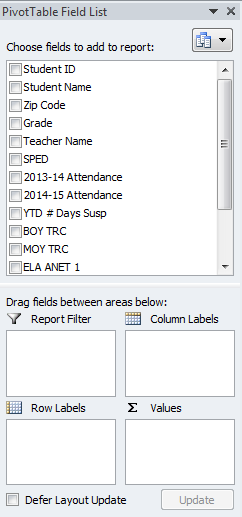 PivotTable Field List
Choose fields to add to report:
Student ID
Student Name
Zip Code
Grade
Teacher Name
SPED
2013-14 Attendance
2014-15 Attendance
YTD # Days Susp
BOY TRC
MOY TRC
ELA ANET 1
Drag fields between areas below:
Report Filter
Column Labels
Row Labels
Σ Values
Defer Layout Update
Update